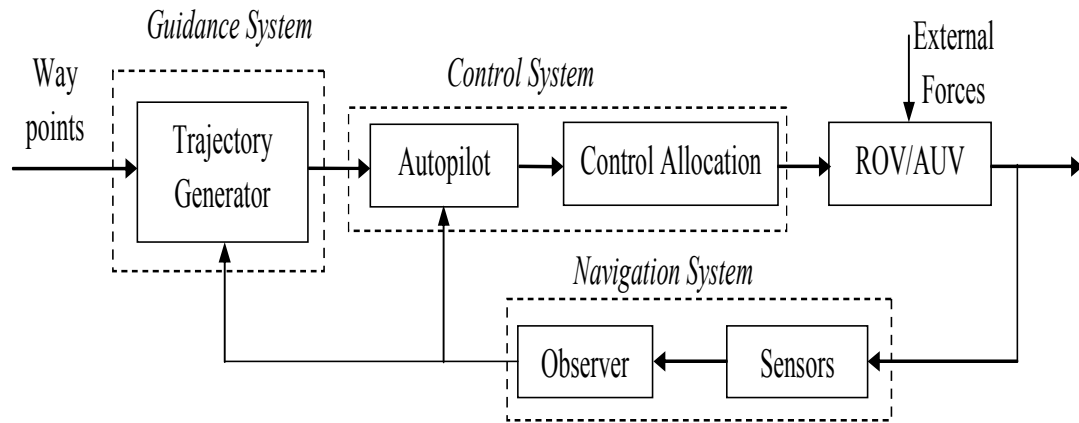 Guidance System
Way
points
Trajectory
Generator
Control System
Autopilot
Control Allocation
External
Forces
ROV/AUV
Navigation System
Observer
Sensors